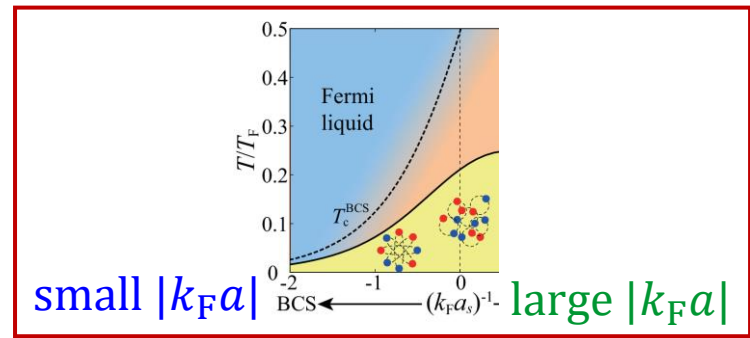 0.5
0.4
0.3
0.2
0.1
0
T/T_F
Fermi
liquid
T_c^BCS
-2 -1 0
BCS (k_F a_s)^-1
small |k_F a|
large |k_F a|